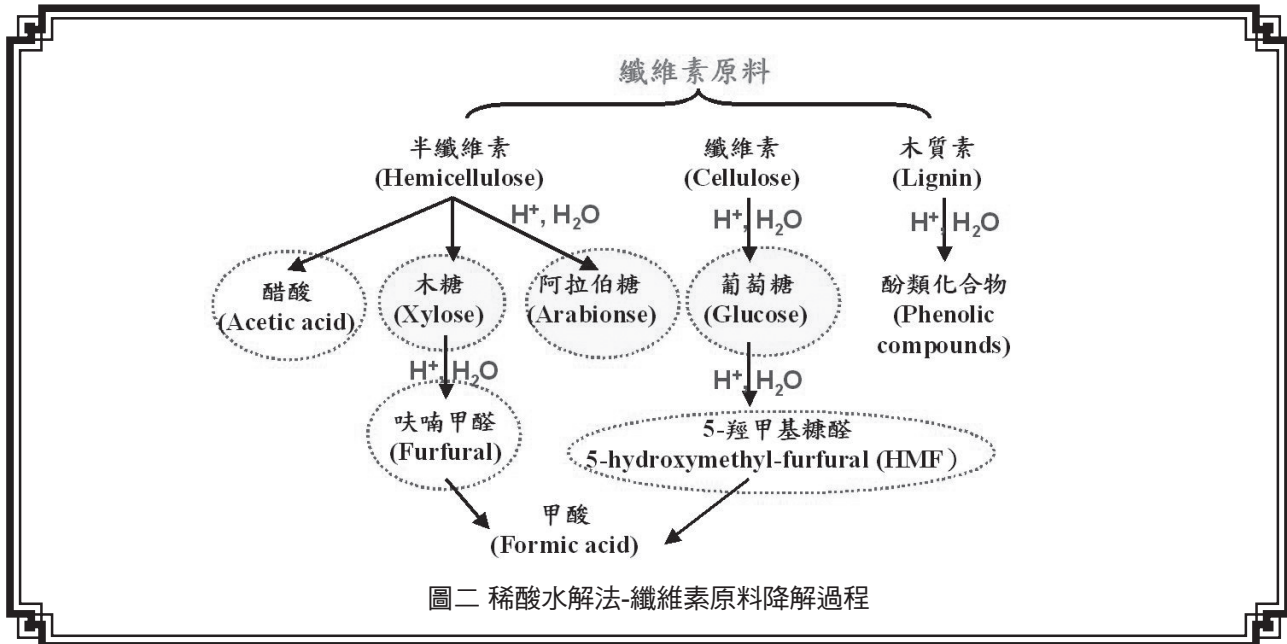 纖維素原料
半纖維素
(Hemicellulose)
纖維素
(Cellulose)
木質素
(Lignin)
H⁺, H₂O
H⁺, H₂O
H⁺, H₂O
醋酸
(Acetic acid)
木糖
(Xylose)
阿拉伯糖
(Arabionse)
葡萄糖
(Glucose)
酚類化合物
(Phenolic
compounds)
H⁺, H₂O
H⁺, H₂O
呋喃甲醛
(Furfural)
5-羥甲基糠醛
5-hydroxymethyl-furfural (HMF）
甲酸
(Formic acid)
圖二 稀酸水解法-纖維素原料降解過程